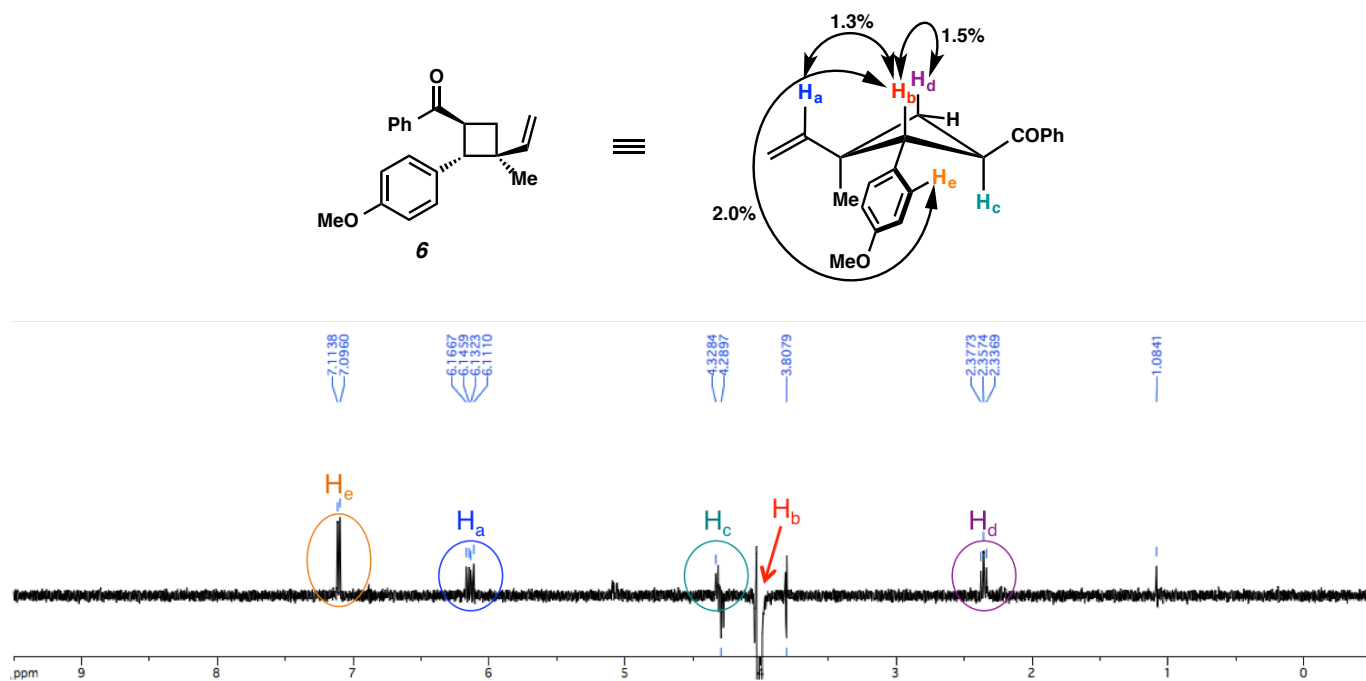 1.3%
1.5%
O
Ph
Me
MeO
6
Ha
Hb
Hd
H
COPh
He
Hc
Me
2.0%
MeO
7.1138
7.0960
6.1667
6.1459
6.1323
6.1110
4.3284
4.2897
3.8079
2.3773
2.3574
2.3369
1.0841
He
Ha
Hc
Hb
Hd
ppm 9 8 7 6 5 4 3 2 1 0